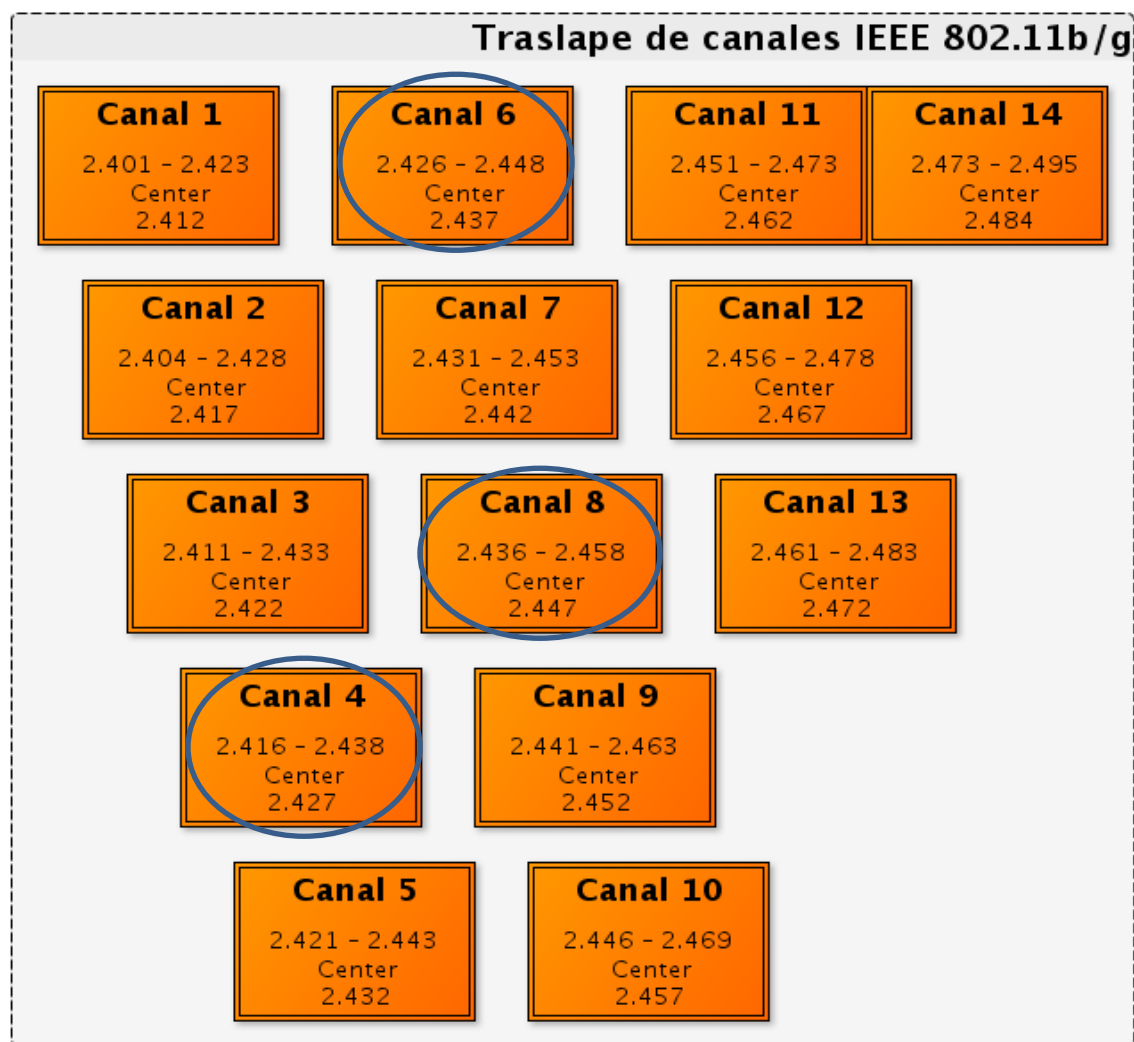 Traslape de canales IEEE 802.11b/g
Canal 1
2.401 - 2.423
Center
2.412
Canal 6
2.426 - 2.448
Center
2.437
Canal 11
2.451 - 2.473
Center
2.462
Canal 14
2.473 - 2.495
Center
2.484
Canal 2
2.404 - 2.428
Center
2.417
Canal 7
2.431 - 2.453
Center
2.442
Canal 12
2.456 - 2.478
Center
2.467
Canal 3
2.411 - 2.433
Center
2.422
Canal 8
2.436 - 2.458
Center
2.447
Canal 13
2.461 - 2.483
Center
2.472
Canal 4
2.416 - 2.438
Center
2.427
Canal 9
2.441 - 2.463
Center
2.452
Canal 5
2.421 - 2.443
Center
2.432
Canal 10
2.446 - 2.469
Center
2.457